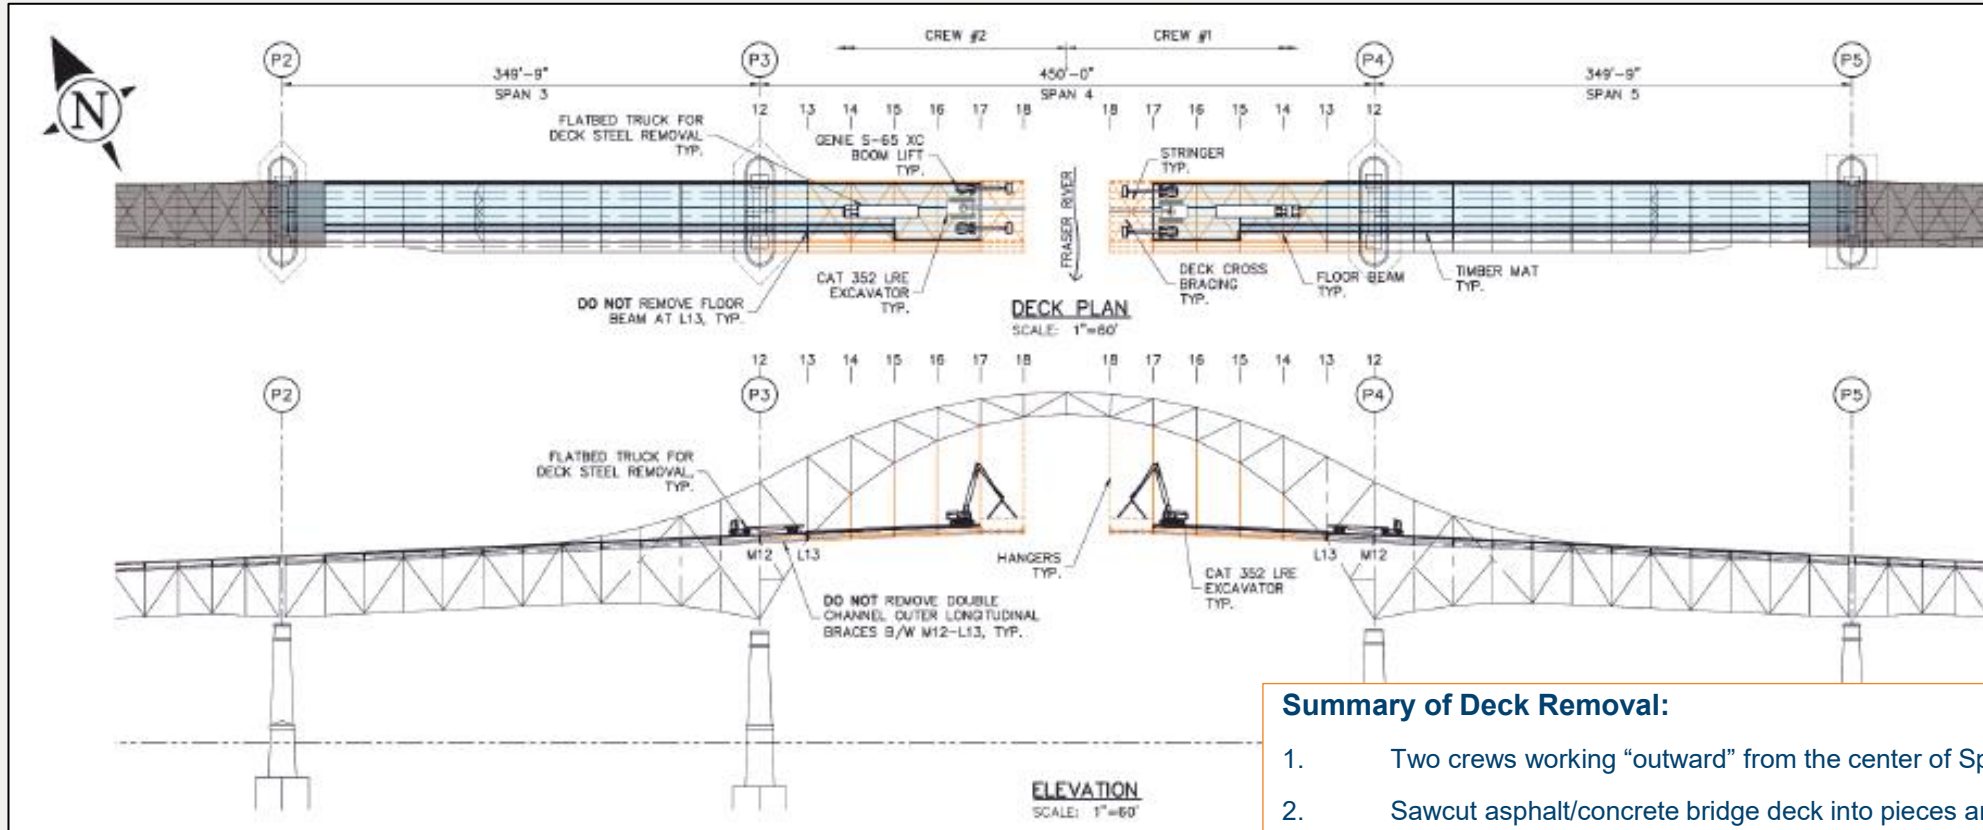 CREW #2
CREW #1
P2
P3
P4
P5
349'-9"
450'-0"
349'-9"
SPAN 3
SPAN 4
SPAN 5
N
12 13 14 15 16 17 18 18 17 16 15 14 13 12
FLATBED TRUCK FOR
DECK STEEL REMOVAL
TYP.
GENIE S-65 XC
BOOM LIFT
TYP.
STRINGER
TYP.
FRASER RIVER
DO NOT REMOVE FLOOR
BEAM AT L13, TYP.
CAT 352 LRE
EXCAVATOR
TYP.
DECK CROSS
BRACING
TYP.
FLOOR BEAM
TYP.
TIMBER MAT
TYP.
DECK PLAN
SCALE: 1"=60'
12 13 14 15 16 17 18 18 17 16 15 14 13 12
P2
P3
P4
P5
FLATBED TRUCK FOR
DECK STEEL REMOVAL,
TYP.
M12 L13
L13 M12
HANGERS
TYP.
CAT 352 LRE
EXCAVATOR
TYP.
DO NOT REMOVE DOUBLE
CHANNEL OUTER LONGITUDINAL
BRACES B/W M12-L13, TYP.
ELEVATION
SCALE: 1"=60'
Summary of Deck Removal:
1. Two crews working “outward” from the center of Sp
2. Sawcut asphalt/concrete bridge deck into pieces a